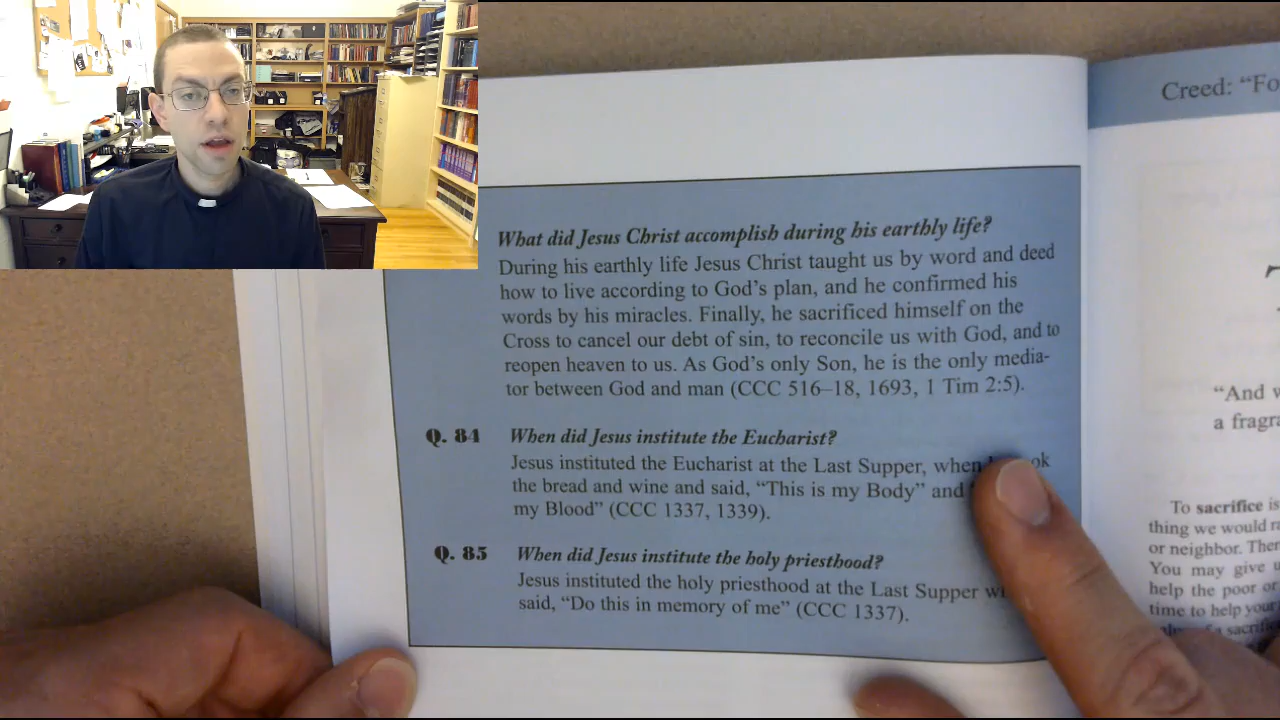 What did Jesus Christ accomplish during his earthly life?
During his earthly life Jesus Christ taught us by word and deed
how to live according to God's plan, and he confirmed his
words by his miracles. Finally, he sacrificed himself on the
Cross to cancel our debt of sin, to reconcile us with God, and to
reopen heaven to us. As God's only Son, he is the only media-
tor between God and man (CCC 516–18, 1693, 1 Tim 2:5).
Q. 84 When did Jesus institute the Eucharist?
Jesus instituted the Eucharist at the Last Supper, when
the bread and wine and said, "This is my Body" and
my Blood" (CCC 1337, 1339).
Q. 85 When did Jesus institute the holy priesthood?
Jesus instituted the holy priesthood at the Last Supper
said, "Do this in memory of me" (CCC 1337).
Creed: "Fo
"And
a fragr
To sacrifice is
thing we would
or neighbor. Then
You may give
help the poor or
time to help your
sacrifi